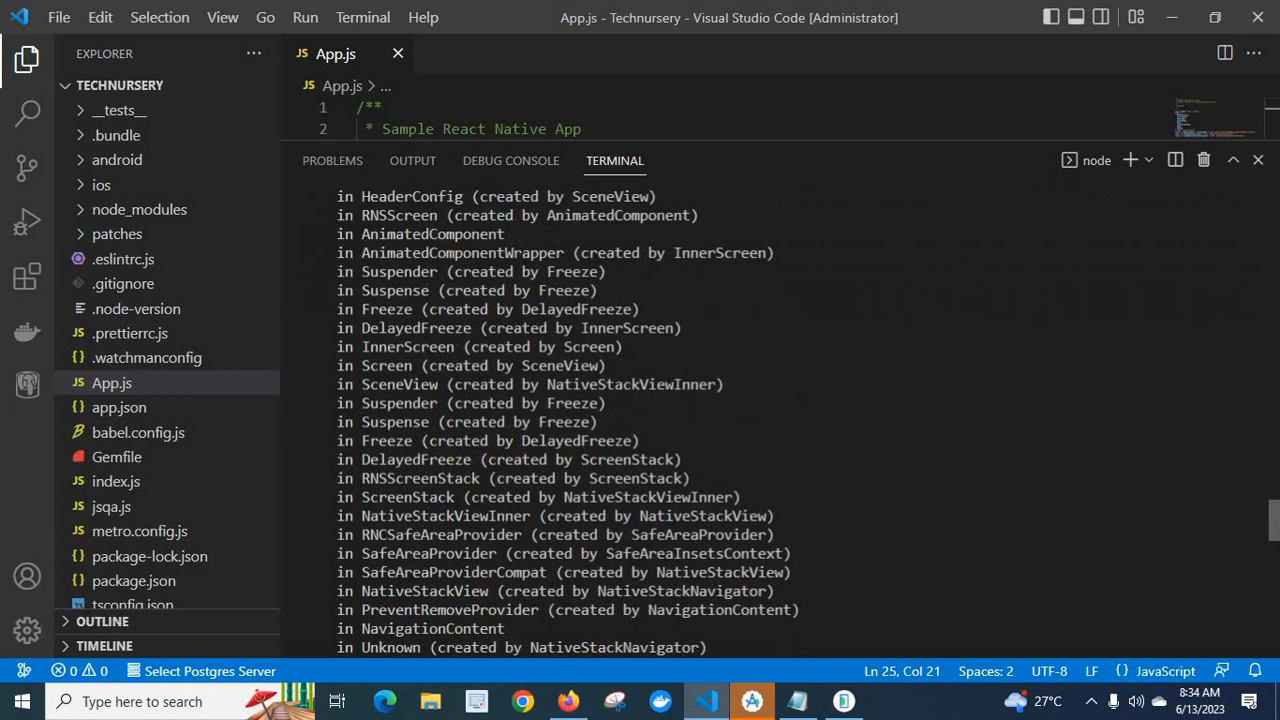 File Edit Selection View Go Run Terminal Help App.js - Technursery - Visual Studio Code [Administrator]
EXPLORER
TECHNURSERY
__tests__
.bundle
android
ios
node_modules
patches
.eslintrc.js
.gitignore
.node-version
JS .prettierrc.js
{} .watchmanconfig
JS App.js
{} app.json
babel.config.js
Gemfile
JS index.js
JS jsqa.js
JS metro.config.js
{} package-lock.json
{} package.json
tsconfig.json
OUTLINE
TIMELINE
JS App.js
JS App.js > ...
1 /**
2 * Sample React Native App
PROBLEMS OUTPUT DEBUG CONSOLE TERMINAL node
in HeaderConfig (created by SceneView)
in RNSScreen (created by AnimatedComponent)
in AnimatedComponent
in AnimatedComponentWrapper (created by InnerScreen)
in Suspender (created by Freeze)
in Suspense (created by Freeze)
in Freeze (created by DelayedFreeze)
in DelayedFreeze (created by InnerScreen)
in InnerScreen (created by Screen)
in Screen (created by SceneView)
in SceneView (created by NativeStackViewInner)
in Suspender (created by Freeze)
in Suspense (created by Freeze)
in Freeze (created by DelayedFreeze)
in DelayedFreeze (created by ScreenStack)
in RNSScreenStack (created by ScreenStack)
in ScreenStack (created by NativeStackViewInner)
in NativeStackViewInner (created by NativeStackView)
in RNCSafeAreaProvider (created by SafeAreaProvider)
in SafeAreaProvider (created by SafeAreaInsetsContext)
in SafeAreaProviderCompat (created by NativeStackView)
in NativeStackView (created by NativeStackNavigator)
in PreventRemoveProvider (created by NavigationContent)
in NavigationContent
in Unknown (created by NativeStackNavigator)
0 0 Select Postgres Server Ln 25, Col 21 Spaces: 2 UTF-8 LF {} JavaScript
Type here to search 27°C 8:34 AM
6/13/2023